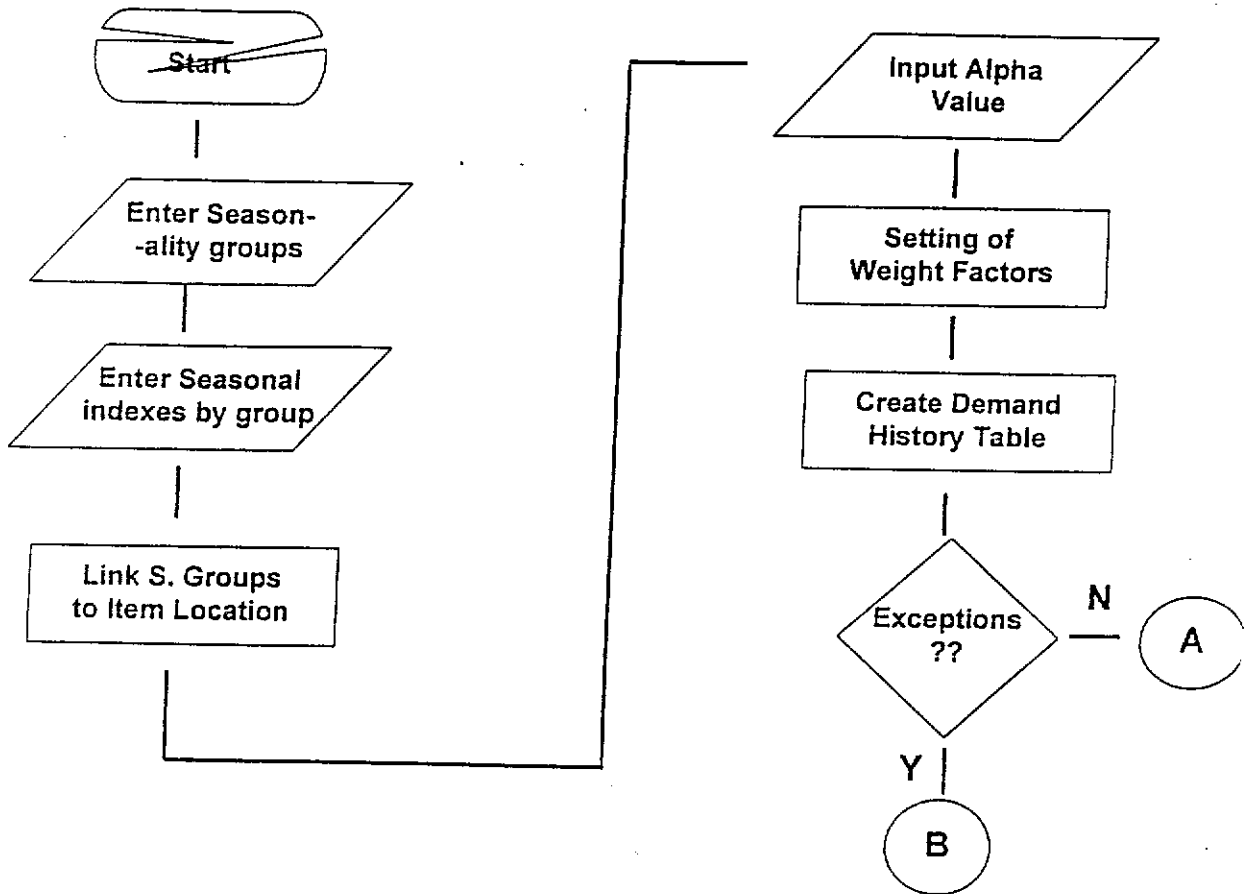 Start
Enter Season-
-ality groups
Enter Seasonal
indexes by group
Link S. Groups
to Item Location
Input Alpha
Value
Setting of
Weight Factors
Create Demand
History Table
Exceptions
??
N
A
Y
B